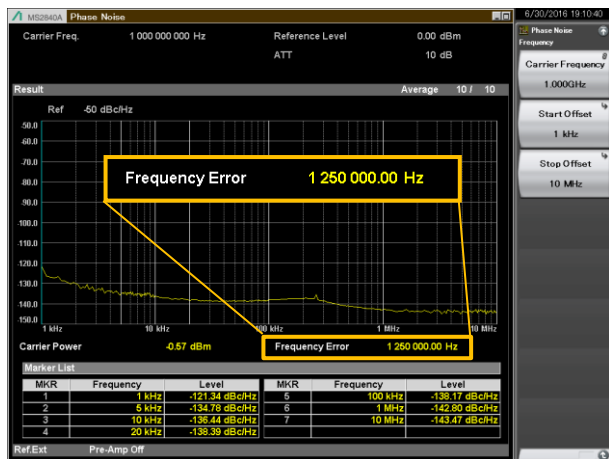 MS2840A Phase Noise
6/30/2016 19:10:40
Carrier Freq. 1 000 000 000 Hz Reference Level 0.00 dBm
ATT 10 dB
Phase Noise
Frequency
Carrier Frequency
1.000GHz
Start Offset
1 kHz
Stop Offset
10 MHz
Result Average 10 / 10
Ref -50 dBc/Hz
-50.0
-60.0
-70.0
-80.0
-90.0
-100.0
-110.0
-120.0
-130.0
-140.0
-150.0
Frequency Error 1 250 000.00 Hz
1 kHz 10 kHz 100 kHz 1 MHz 10 MHz
Carrier Power -0.57 dBm Frequency Error 1 250 000.00 Hz
Marker List
MKR Frequency Level MKR Frequency Level
1 1 kHz -121.34 dBc/Hz 5 100 kHz -138.17 dBc/Hz
2 5 kHz -134.78 dBc/Hz 6 1 MHz -142.80 dBc/Hz
3 10 kHz -136.44 dBc/Hz 7 10 MHz -143.47 dBc/Hz
4 20 kHz -138.39 dBc/Hz
Ref.Ext Pre-Amp Off